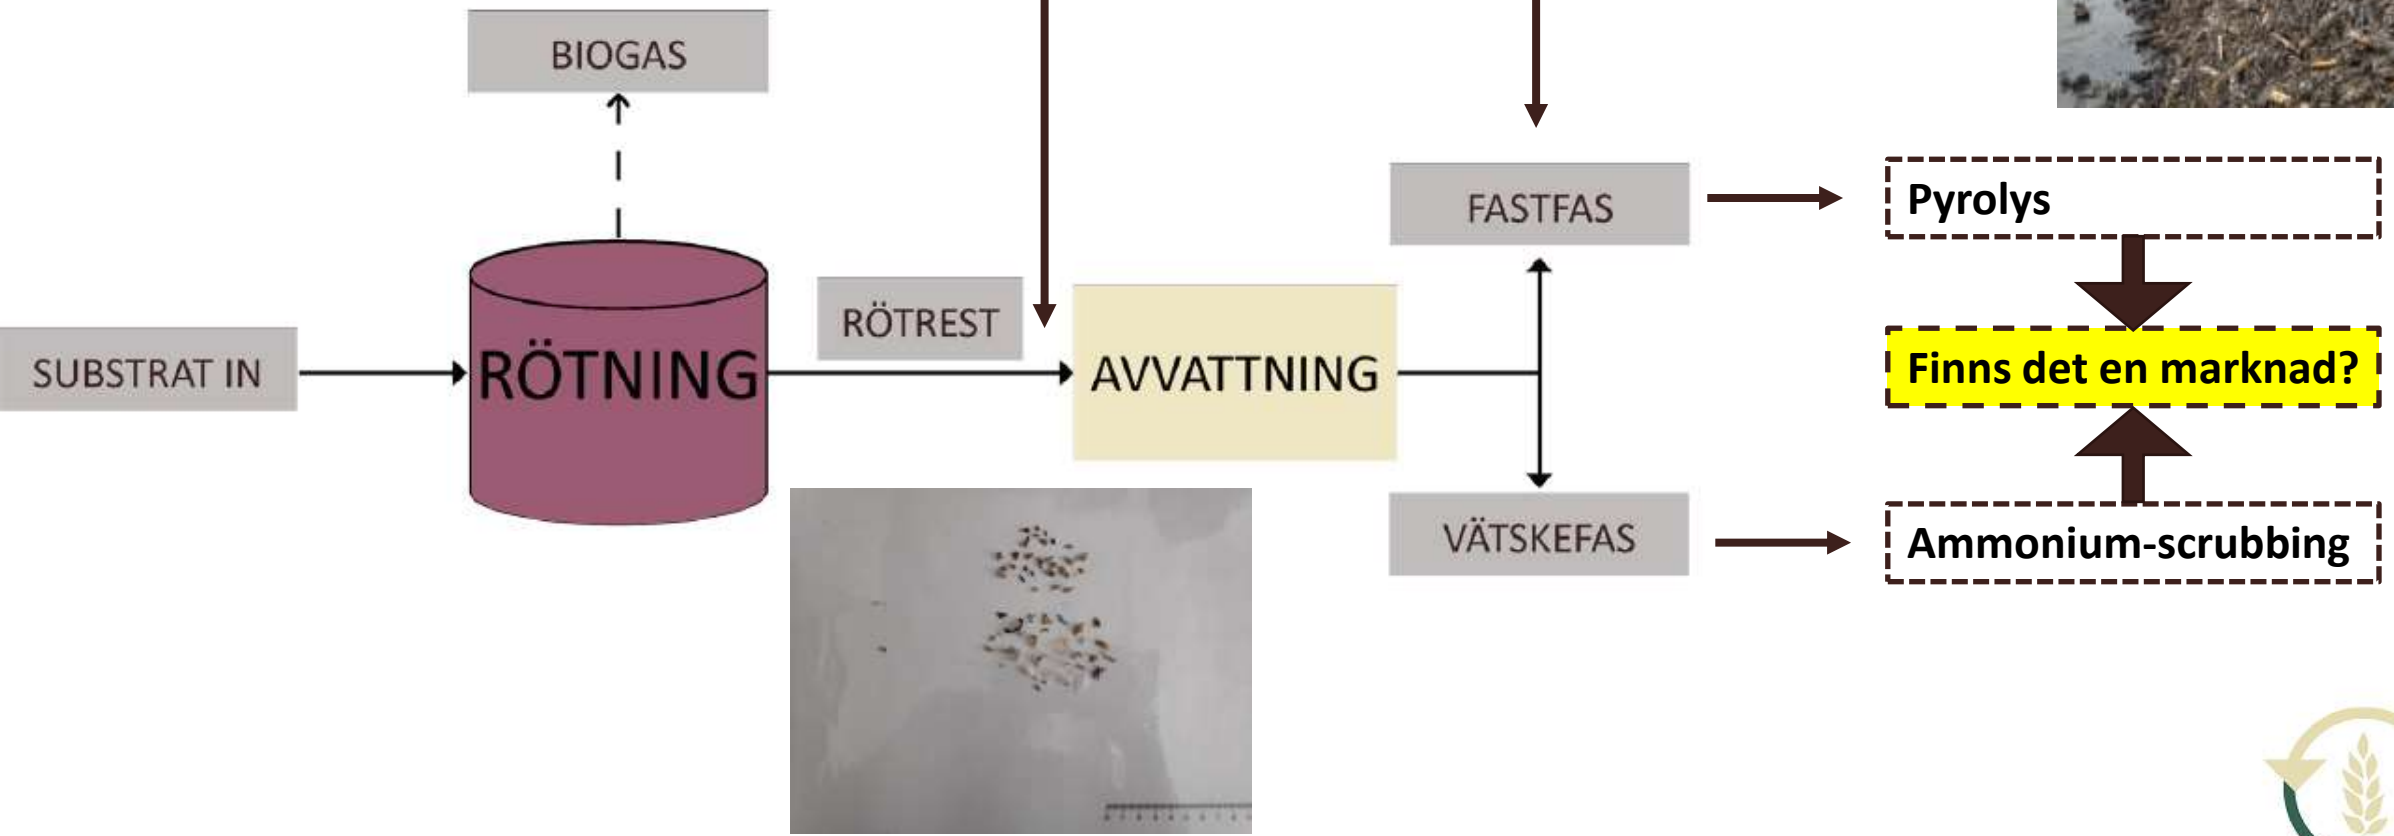 BIOGAS
FASTFAS
Pyrolys
RÖTREST
SUBSTRAT IN
RÖTNING
AVVATTNING
Finns det en marknad?
VÄTSKEFAS
Ammonium-scrubbing